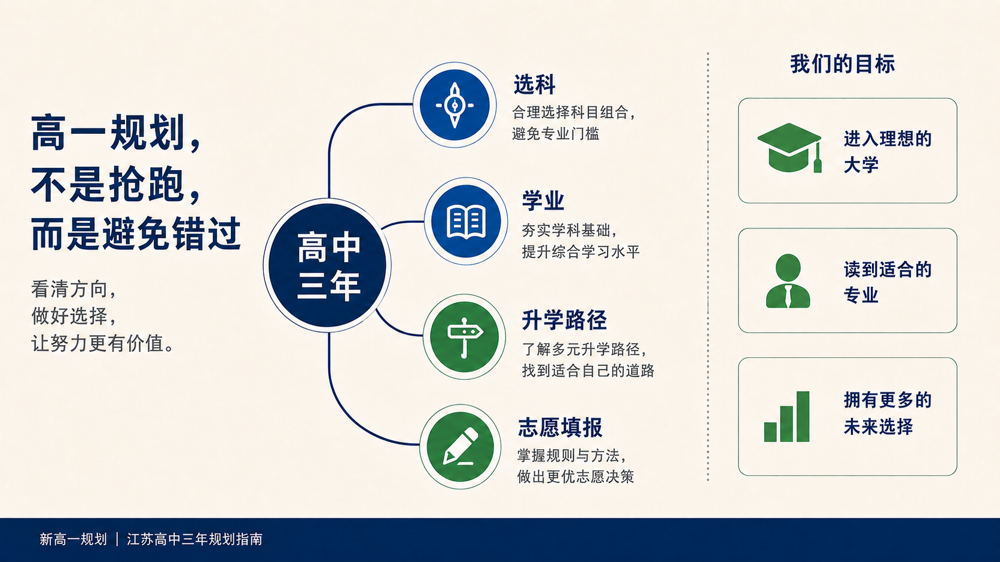 高一规划，
不是抢跑，
而是避免错过
看清方向，
做好选择，
让努力更有价值。
高中
三年
选科
合理选择科目组合，
避免专业门槛
学业
夯实学科基础，
提升综合学习水平
升学路径
了解多元升学路径，
找到适合自己的道路
志愿填报
掌握规则与方法，
做出更优志愿决策
我们的目标
进入理想的
大学
读到适合的
专业
拥有更多的
未来选择
新高一规划｜江苏高中三年规划指南